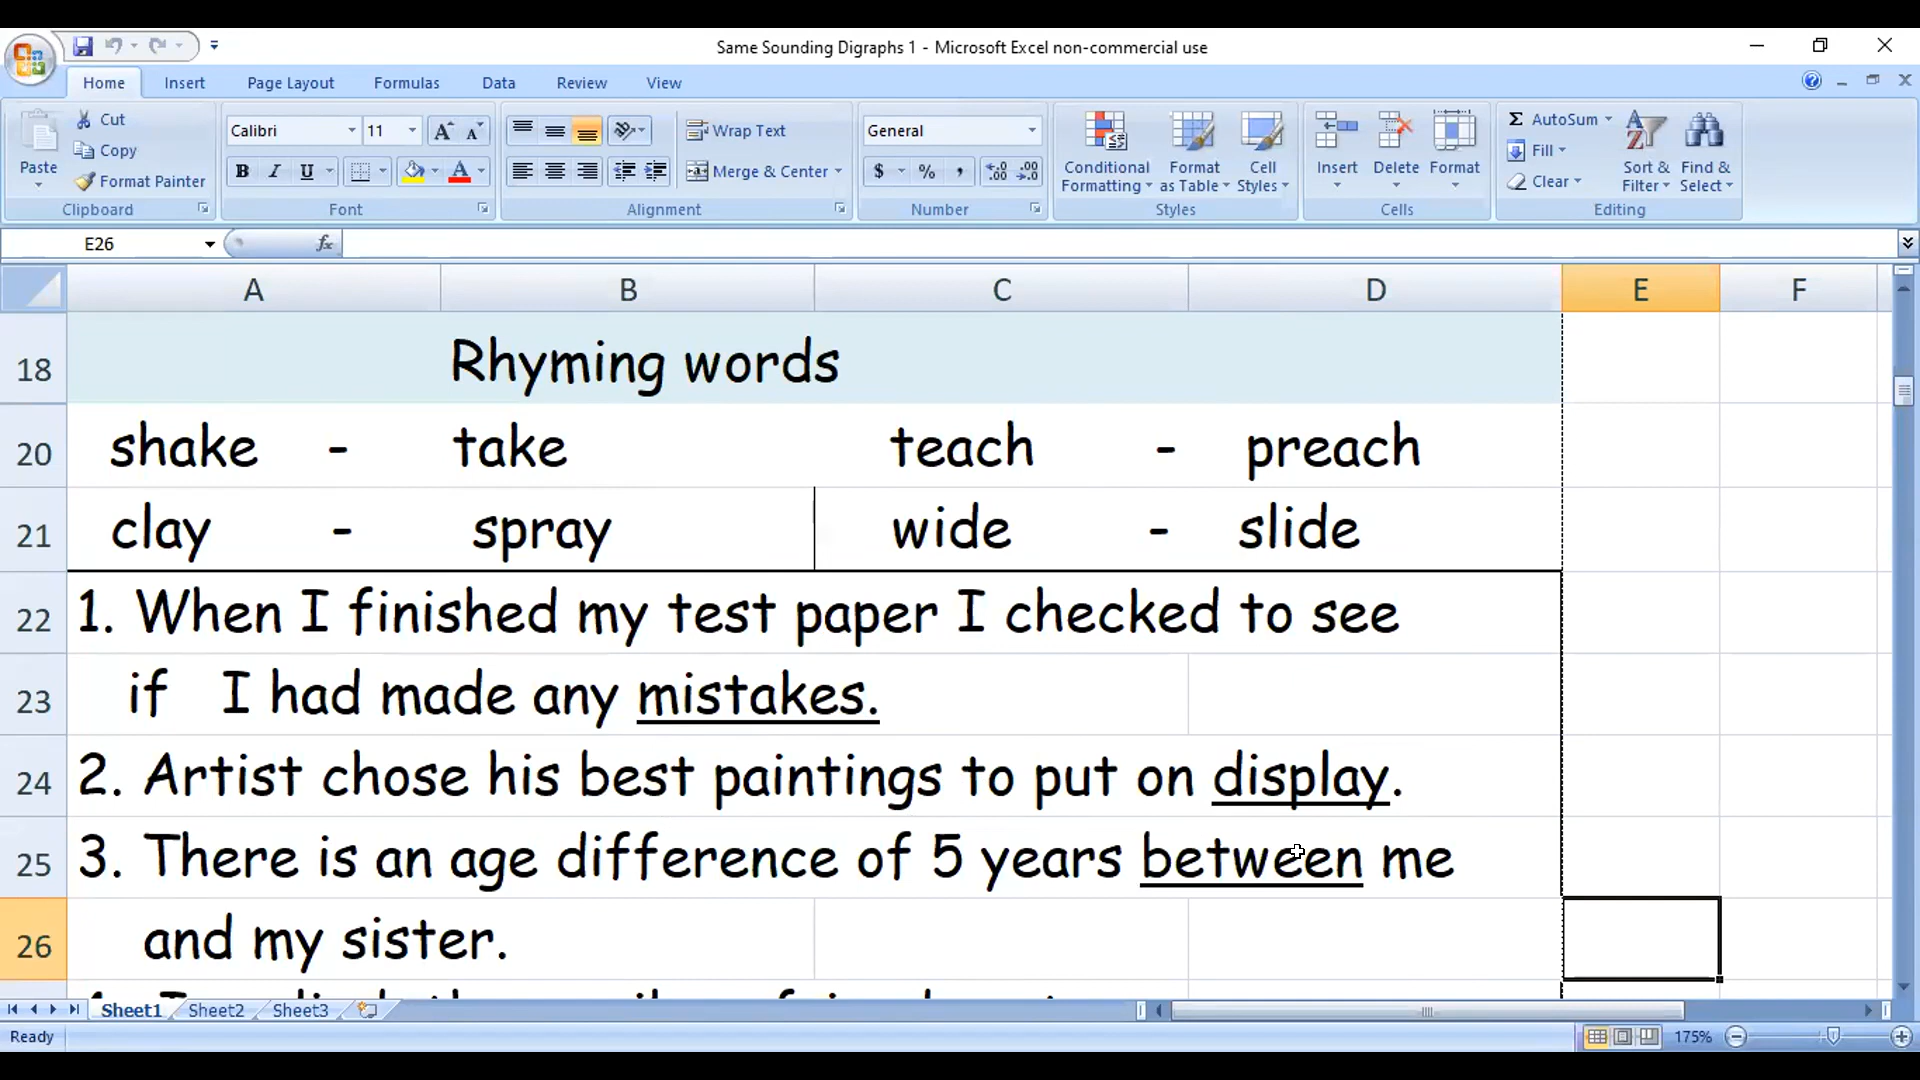 Same Sounding Digraphs 1 - Microsoft Excel non-commercial use
Home Insert Page Layout Formulas Data Review View
Paste Cut Copy Format Painter Clipboard
Calibri 11 Font
Wrap Text Merge & Center Alignment
General $ % , Number
Conditional Formatting Format as Table Cell Styles Styles
Insert Delete Format Cells
AutoSum Fill Clear Sort & Filter Find & Select Editing
E26 fx
A B C D E F
18 Rhyming words
20 shake - take teach - preach
21 clay - spray wide - slide
22 1. When I finished my test paper I checked to see
23 if I had made any mistakes.
24 2. Artist chose his best paintings to put on display.
25 3. There is an age difference of 5 years between me
26 and my sister.
Sheet1 Sheet2 Sheet3
Ready 175%